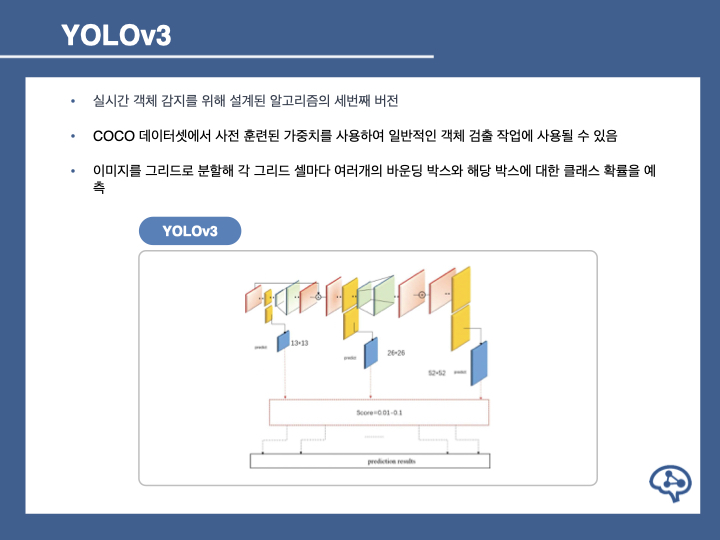 YOLOv3
• 실시간 객체 감지를 위해 설계된 알고리즘의 세번째 버전
• COCO 데이터셋에서 사전 훈련된 가중치를 사용하여 일반적인 객체 검출 작업에 사용될 수 있음
• 이미지를 그리드로 분할해 각 그리드 셀마다 여러개의 바운딩 박스와 해당 박스에 대한 클래스 확률을 예
측
YOLOv3
predict
13*13
predict
26*26
52*52
predict
Score=0.01-0.1
........
prediction results